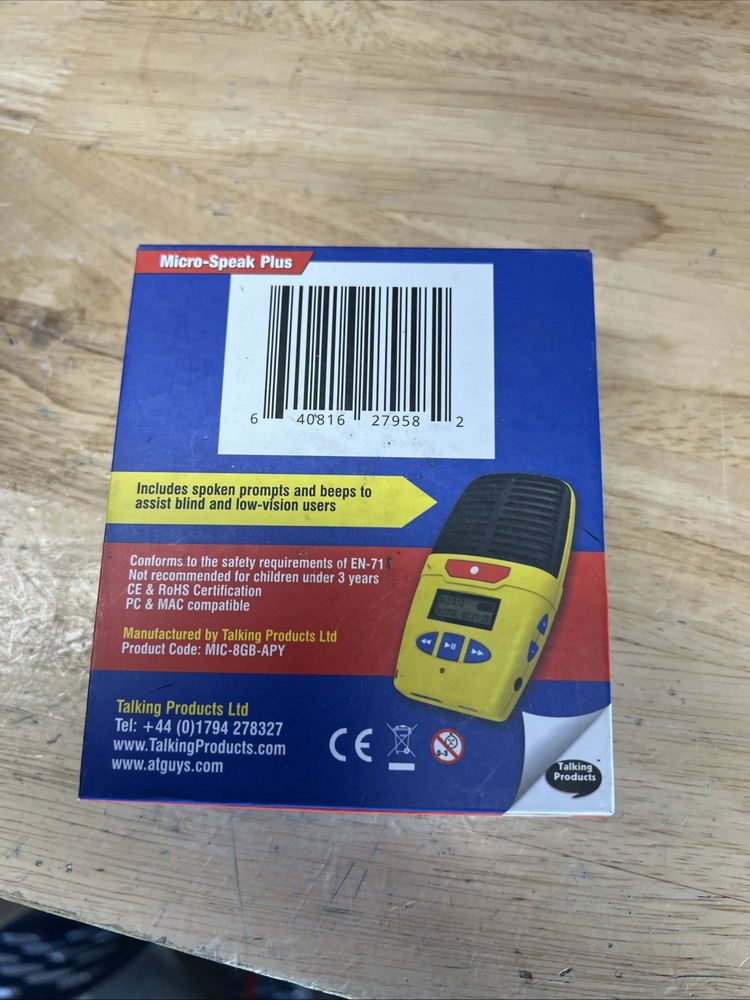 Micro-Speak Plus
6 40816 27958 2
Includes spoken prompts and beeps to
assist blind and low-vision users
Conforms to the safety requirements of EN-71
Not recommended for children under 3 years
CE & RoHS Certification
PC & MAC compatible
Manufactured by Talking Products Ltd
Product Code: MIC-8GB-APY
Talking Products Ltd
Tel: +44 (0)1794 278327
www.TalkingProducts.com
www.atguys.com
CE
0-3
Talking
Products